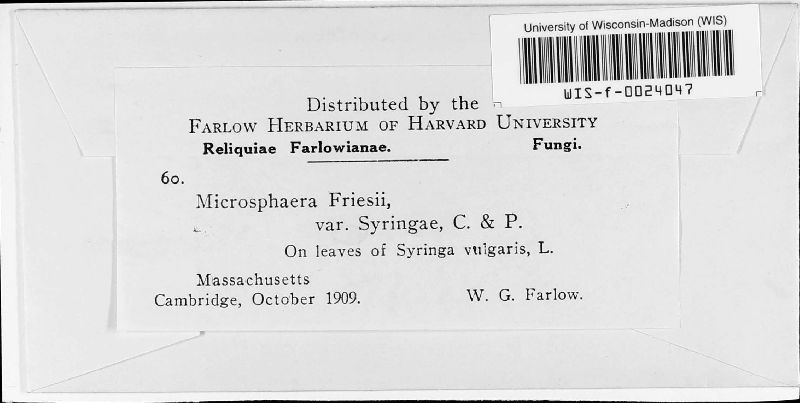 University of Wisconsin-Madison (WIS)
WIS-f-0024047
Distributed by the
FARLOW HERBARIUM OF HARVARD UNIVERSITY
Reliquiae Farlowianae. Fungi.
60.
Microsphaera Friesii,
var. Syringae, C. & P.
On leaves of Syringa vulgaris, L.
Massachusetts
Cambridge, October 1909. W. G. Farlow.